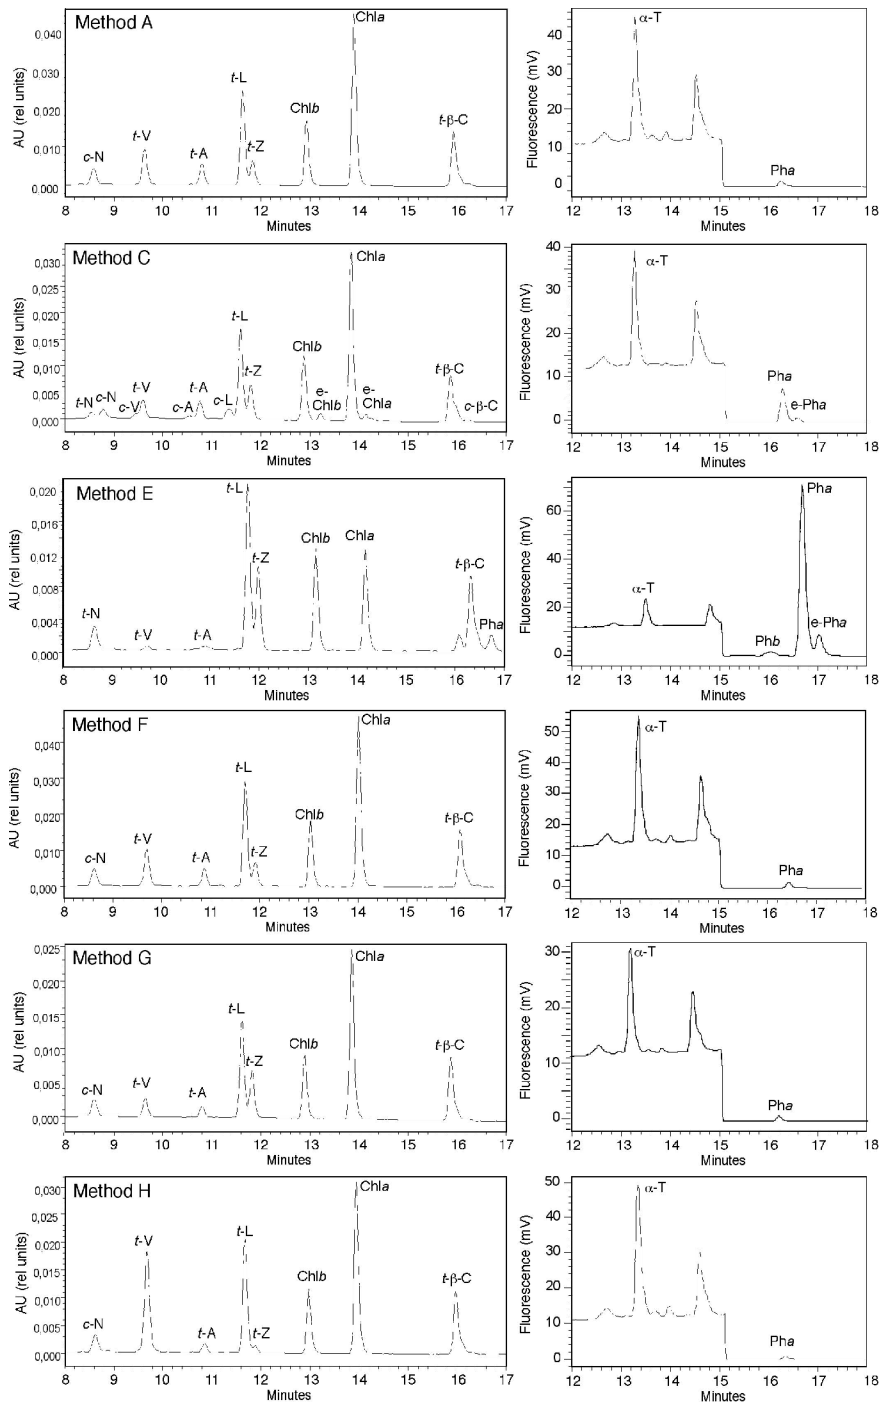 Method A
AU (rel units)
0,040
0,030
0,020
0,010
0,000
c-N
t-V
t-A
t-L
t-Z
Chlb
Chla
t-β-C
8 9 10 11 12 13 14 15 16 17
Minutes
Fluorescence (mV)
40
30
20
10
0
α-T
Pha
12 13 14 15 16 17 18
Minutes
Method C
AU (rel units)
0,030
0,025
0,020
0,015
0,010
0,005
0,000
t-N
c-N
c-V
t-V
c-A
t-A
c-L
t-L
t-Z
Chlb
e-
Chlb
Chla
e-
Chla
t-β-C
c-β-C
8 9 10 11 12 13 14 15 16 17
Minutes
Fluorescence (mV)
40
30
20
10
0
α-T
Pha
e-Pha
12 13 14 15 16 17 18
Minutes
Method E
AU (rel units)
0,020
0,016
0,012
0,008
0,004
0,000
t-N
t-V
t-A
t-L
t-Z
Chlb
Chla
t-β-C
Pha
8 9 10 11 12 13 14 15 16 17
Minutes
Fluorescence (mV)
60
50
40
30
20
10
0
α-T
Phb
Pha
e-Pha
12 13 14 15 16 17 18
Minutes
Method F
AU (rel units)
0,040
0,030
0,020
0,010
0,000
c-N
t-V
t-A
t-L
t-Z
Chlb
Chla
t-β-C
8 9 10 11 12 13 14 15 16 17
Minutes
Fluorescence (mV)
50
40
30
20
10
0
α-T
Pha
12 13 14 15 16 17 18
Minutes
Method G
AU (rel units)
0,025
0,020
0,015
0,010
0,005
0,000
c-N
t-V
t-A
t-L
t-Z
Chlb
Chla
t-β-C
8 9 10 11 12 13 14 15 16 17
Minutes
Fluorescence (mV)
30
20
10
0
α-T
Pha
12 13 14 15 16 17 18
Minutes
Method H
AU (rel units)
0,030
0,025
0,020
0,015
0,010
0,005
0,000
c-N
t-V
t-A
t-L
t-Z
Chlb
Chla
t-β-C
8 9 10 11 12 13 14 15 16 17
Minutes
Fluorescence (mV)
50
40
30
20
10
0
α-T
Pha
12 13 14 15 16 17 18
Minutes